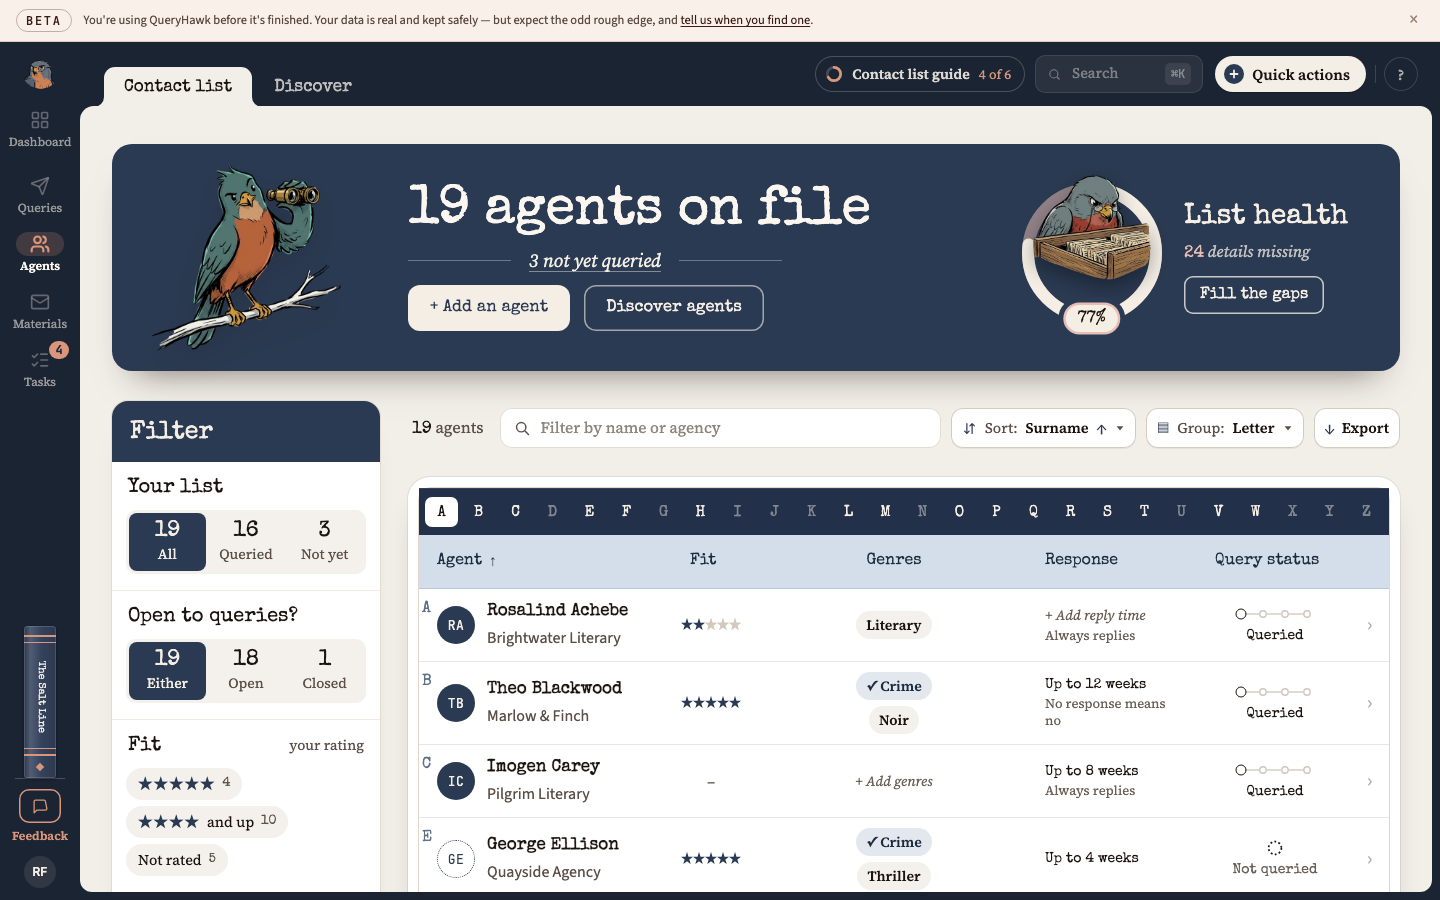 BETA You're using QueryHawk before it's finished. Your data is real and kept safely — but expect the odd rough edge, and tell us when you find one. ×
Contact list Discover Contact list guide 4 of 6 Search ⌘K + Quick actions ?
Dashboard
Queries
Agents
Materials
4
Tasks
The Salt Line
Feedback
RF
19 agents on file
3 not yet queried
+ Add an agent Discover agents
77%
List health
24 details missing
Fill the gaps
Filter
Your list
19 16 3
All Queried Not yet
Open to queries?
19 18 1
Either Open Closed
Fit your rating
★★★★★ 4
★★★★ and up 10
Not rated 5
19 agents Filter by name or agency Sort: Surname ↑ Group: Letter ↓ Export
A B C D E F G H I J K L M N O P Q R S T U V W X Y Z
Agent ↑ Fit Genres Response Query status
A
RA Rosalind Achebe
Brightwater Literary
★★★★★
Literary
+ Add reply time
Always replies
Queried
B
TB Theo Blackwood
Marlow & Finch
★★★★★
✓ Crime
Noir
Up to 12 weeks
No response means
no
Queried
C
IC Imogen Carey
Pilgrim Literary
–
+ Add genres
Up to 8 weeks
Always replies
Queried
E
GE George Ellison
Quayside Agency
★★★★★
✓ Crime
Thriller
Up to 4 weeks
Not queried